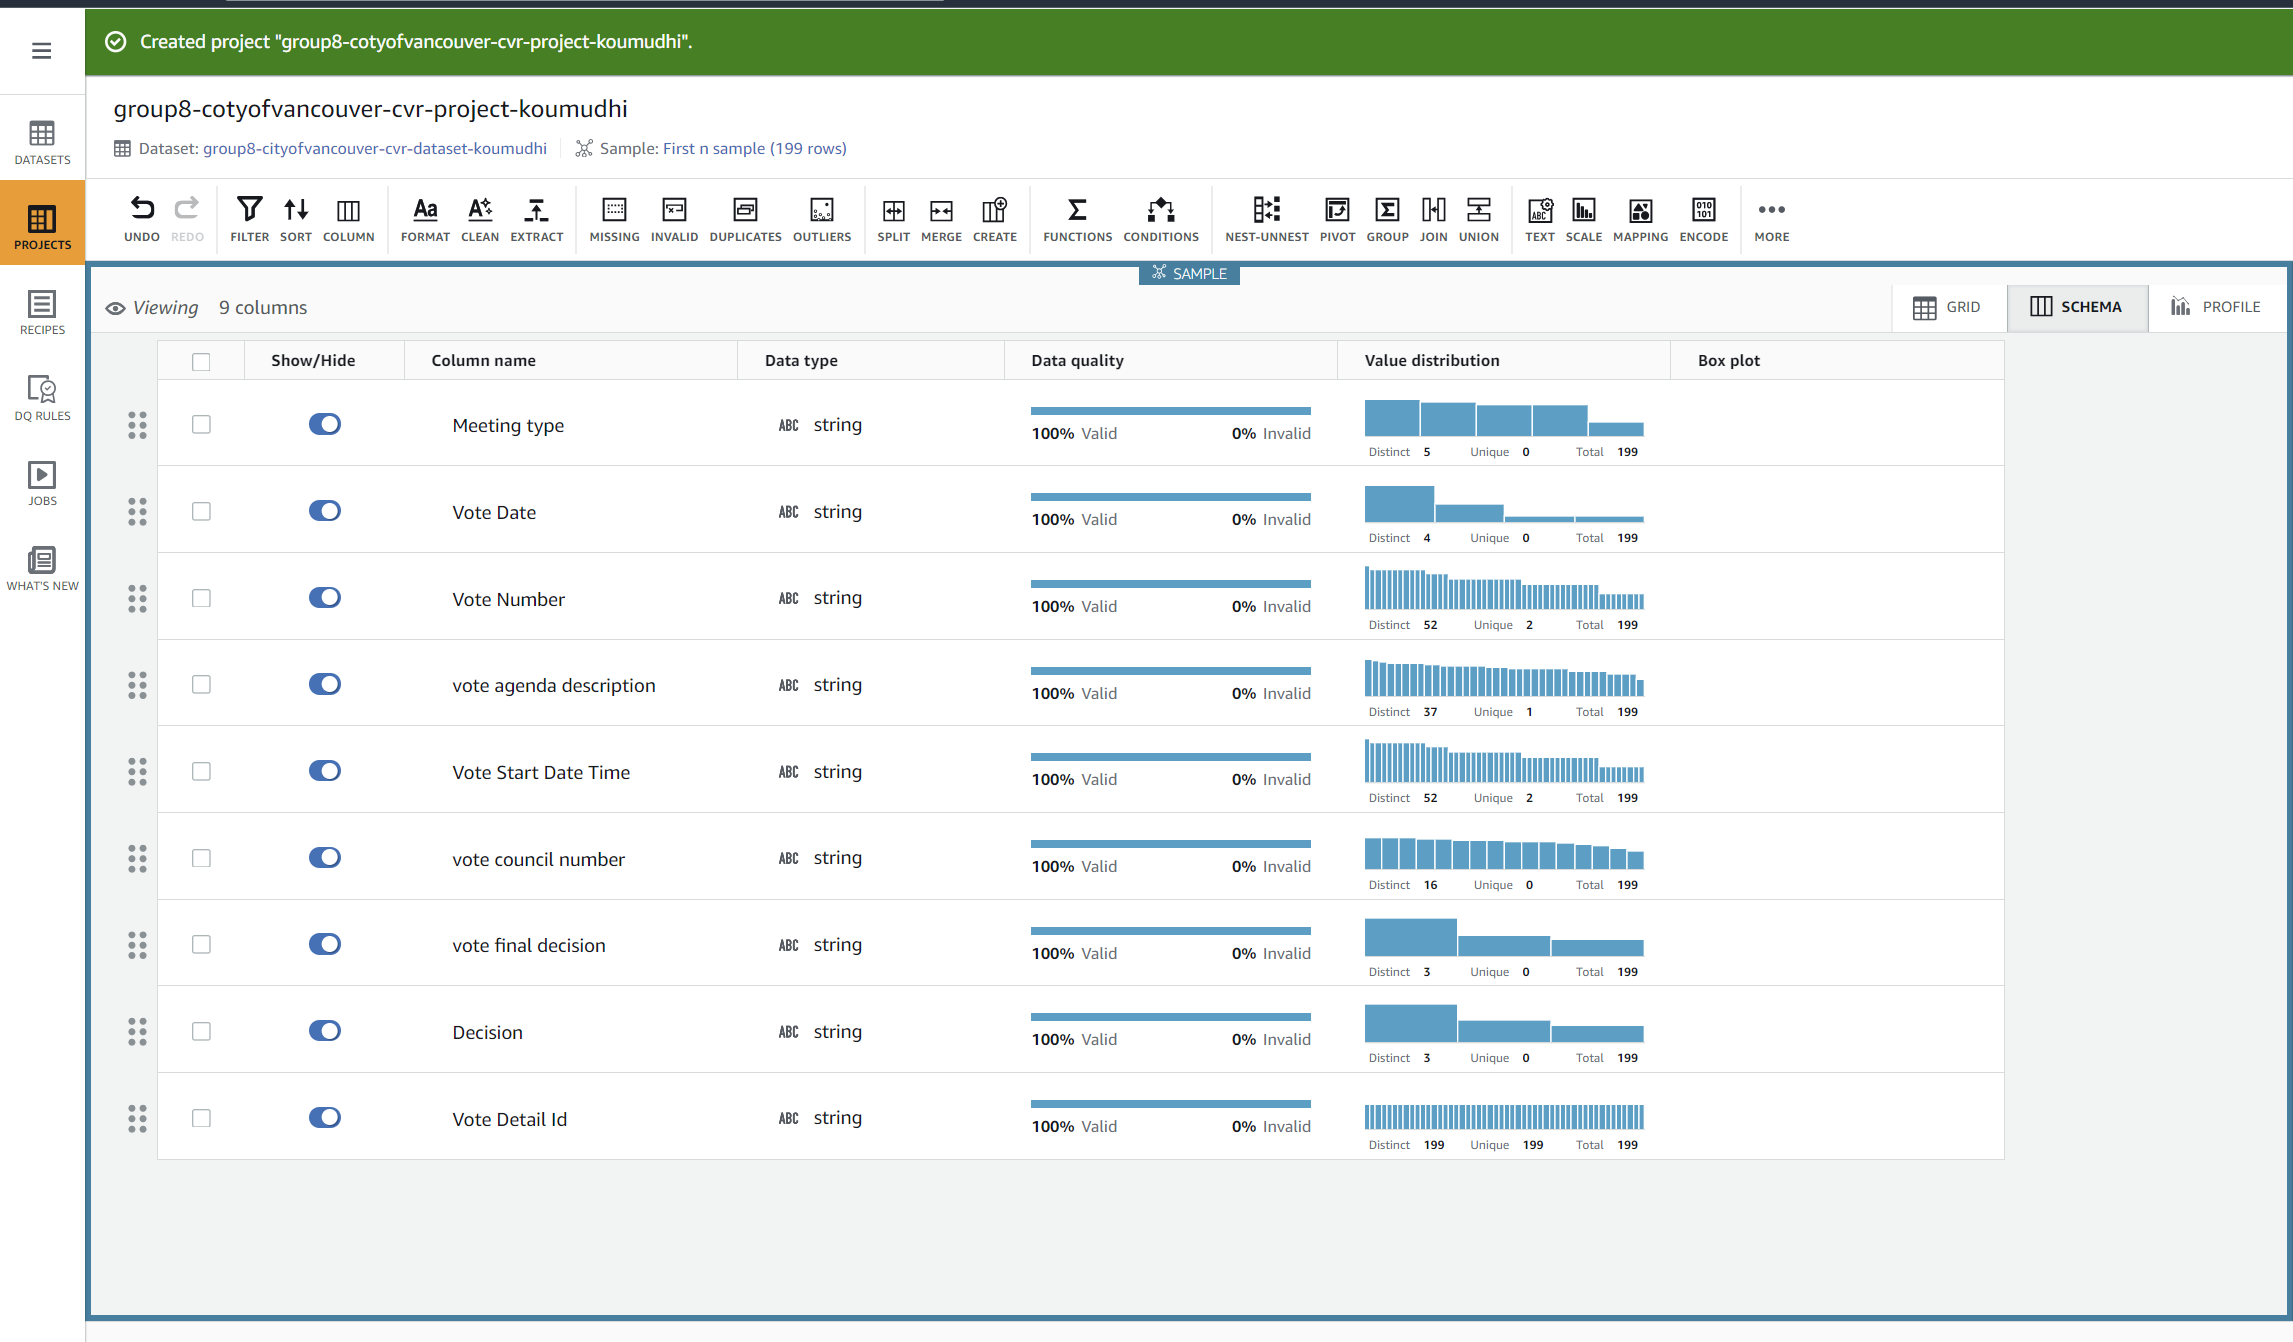 Created project "group8-cotyofvancouver-cvr-project-koumudhi".
group8-cotyofvancouver-cvr-project-koumudhi
Dataset: group8-cityofvancouver-cvr-dataset-koumudhi Sample: First n sample (199 rows)
DATASETS
PROJECTS
RECIPES
DQ RULES
JOBS
WHAT'S NEW
UNDO REDO FILTER SORT COLUMN FORMAT CLEAN EXTRACT MISSING INVALID DUPLICATES OUTLIERS SPLIT MERGE CREATE FUNCTIONS CONDITIONS NEST-UNNEST PIVOT GROUP JOIN UNION TEXT SCALE MAPPING ENCODE MORE
SAMPLE
Viewing 9 columns GRID SCHEMA PROFILE
Show/Hide Column name Data type Data quality Value distribution Box plot
Meeting type ABC string 100% Valid 0% Invalid
Distinct 5 Unique 0 Total 199
Vote Date ABC string 100% Valid 0% Invalid
Distinct 4 Unique 0 Total 199
Vote Number ABC string 100% Valid 0% Invalid
Distinct 52 Unique 2 Total 199
vote agenda description ABC string 100% Valid 0% Invalid
Distinct 37 Unique 1 Total 199
Vote Start Date Time ABC string 100% Valid 0% Invalid
Distinct 52 Unique 2 Total 199
vote council number ABC string 100% Valid 0% Invalid
Distinct 16 Unique 0 Total 199
vote final decision ABC string 100% Valid 0% Invalid
Distinct 3 Unique 0 Total 199
Decision ABC string 100% Valid 0% Invalid
Distinct 3 Unique 0 Total 199
Vote Detail Id ABC string 100% Valid 0% Invalid
Distinct 199 Unique 199 Total 199